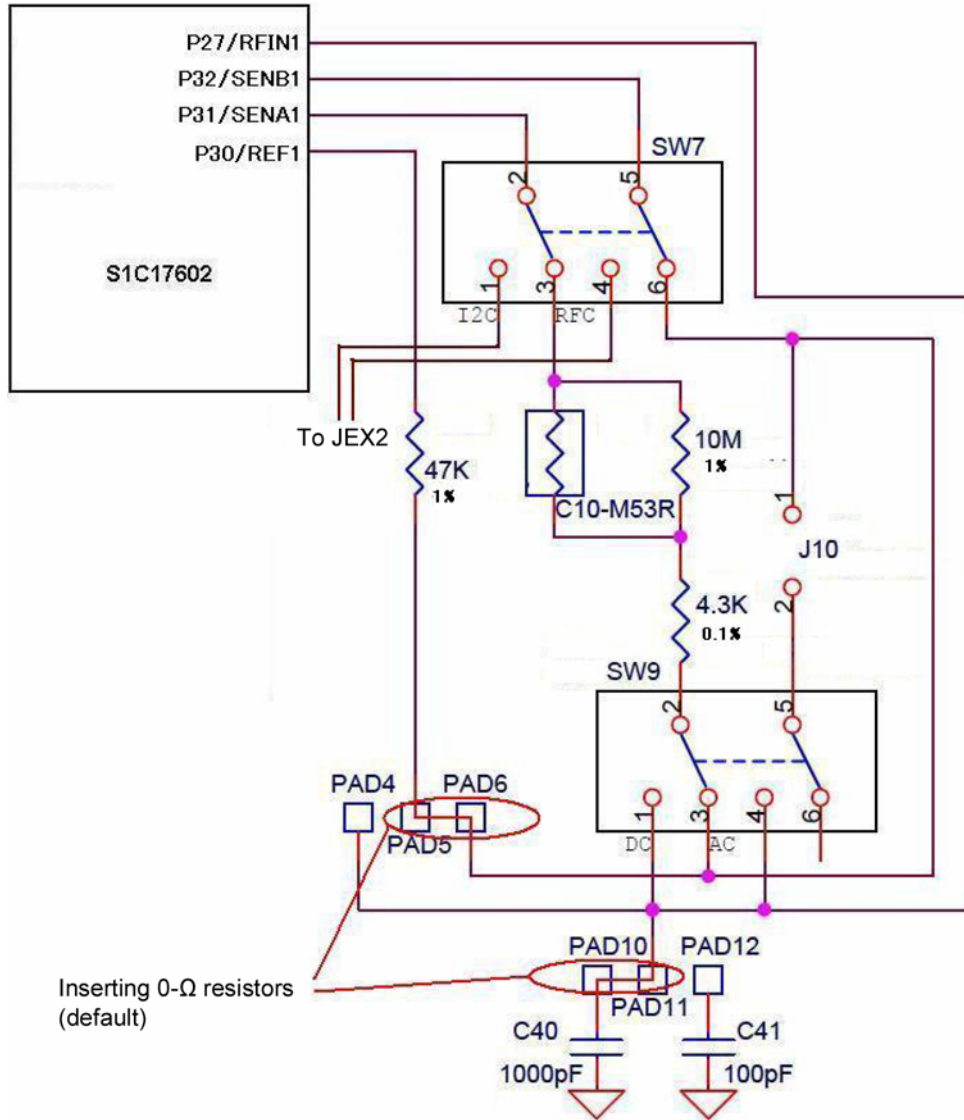 P27/RFIN1
P32/SENB1
P31/SENA1
P30/REF1
S1C17602
SW7
2
5
1
3
4
6
I2C
RFC
To JEX2
47K
1%
10M
1%
C10-M53R
1
J10
2
4.3K
0.1%
SW9
2
5
1
3
4
6
DC
AC
PAD4
PAD6
PAD5
PAD10
PAD12
PAD11
Inserting 0-Ω resistors
(default)
C40
1000pF
C41
100pF